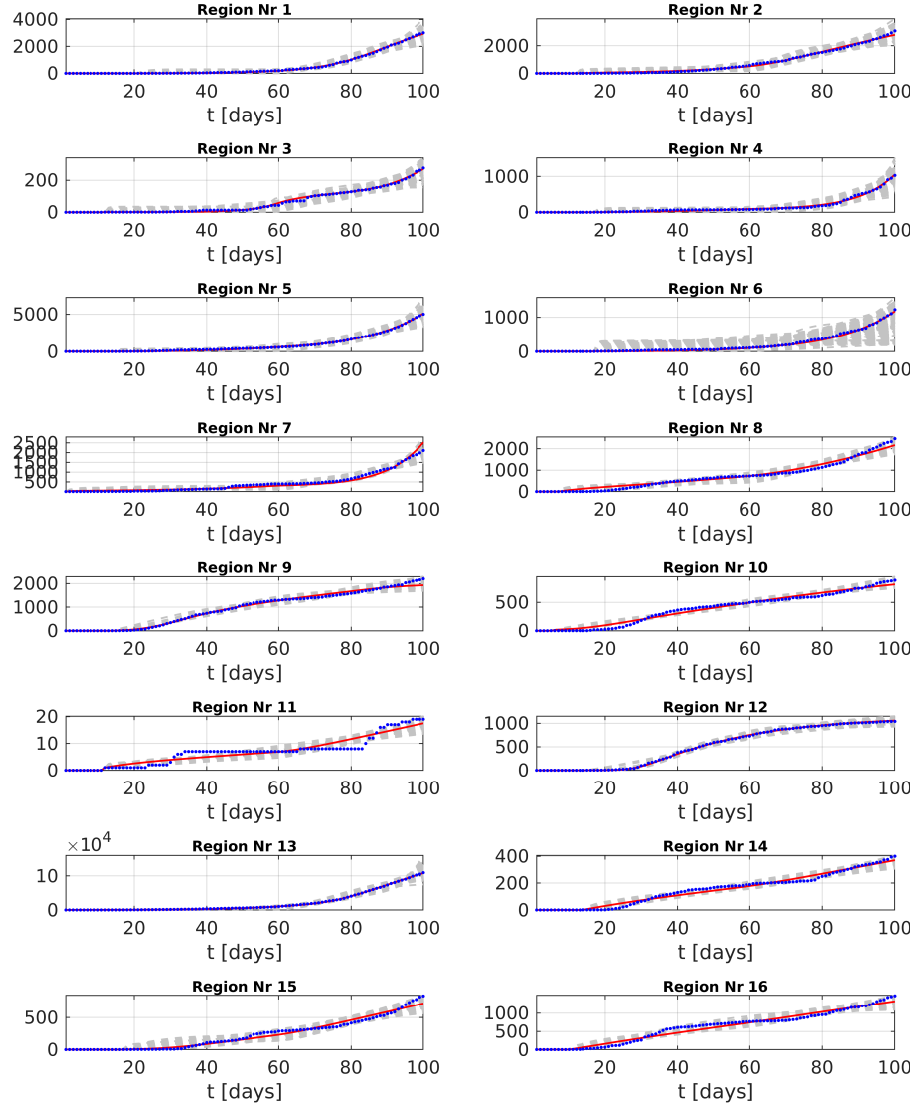 Region Nr 1
4000
2000
0
20 40 60 80 100
t [days]
Region Nr 2
2000
0
20 40 60 80 100
t [days]
Region Nr 3
200
0
20 40 60 80 100
t [days]
Region Nr 4
1000
0
20 40 60 80 100
t [days]
Region Nr 5
5000
0
20 40 60 80 100
t [days]
Region Nr 6
1000
0
20 40 60 80 100
t [days]
Region Nr 7
2500
2000
1500
1000
500
20 40 60 80 100
t [days]
Region Nr 8
2000
1000
0
20 40 60 80 100
t [days]
Region Nr 9
2000
1000
0
20 40 60 80 100
t [days]
Region Nr 10
500
0
20 40 60 80 100
t [days]
Region Nr 11
20
10
0
20 40 60 80 100
t [days]
Region Nr 12
1000
500
0
20 40 60 80 100
t [days]
×10⁴
Region Nr 13
10
0
20 40 60 80 100
t [days]
Region Nr 14
400
200
0
20 40 60 80 100
t [days]
Region Nr 15
500
0
20 40 60 80 100
t [days]
Region Nr 16
1000
500
0
20 40 60 80 100
t [days]